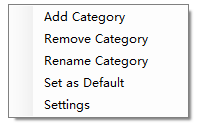 Add Category
Remove Category
Rename Category
Set as Default
Settings